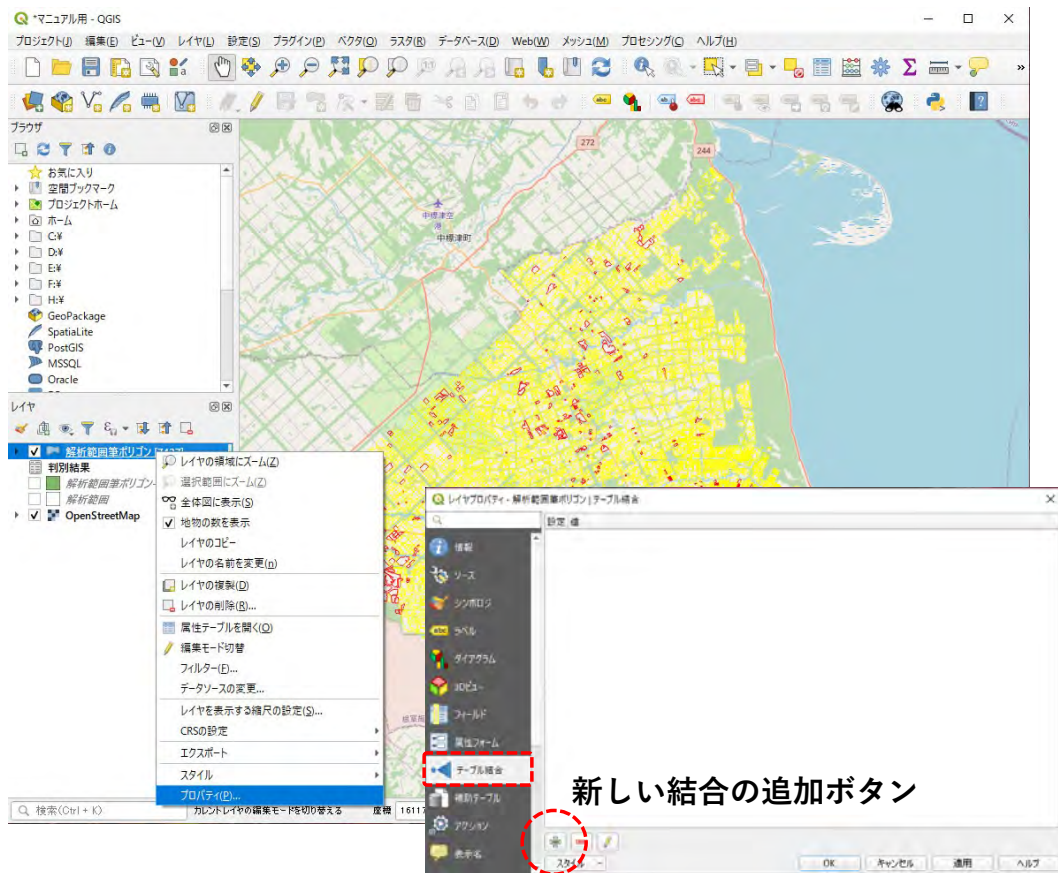 *マニュアル用 - QGIS
プロジェクト(J) 編集(E) ビュー(V) レイヤ(L) 設定(S) プラグイン(P) ベクタ(O) ラスタ(R) データベース(D) Web(W) メッシュ(M) プロセシング(C) ヘルプ(H)
ブラウザ
お気に入り
空間ブックマーク
プロジェクトホーム
ホーム
C:¥
D:¥
E:¥
F:¥
H:¥
GeoPackage
SpatiaLite
PostGIS
MSSQL
Oracle
272
244
中標津空
港
中標津町
レイヤ
解析範囲筆ポリゴン
判別結果
解析範囲筆ポリゴン
解析範囲
OpenStreetMap
レイヤの領域にズーム(Z)
選択範囲にズーム(Z)
全体図に表示(S)
地物の数を表示
レイヤのコピー
レイヤの名前を変更(n)
レイヤの複製(D)
レイヤの削除(R)...
属性テーブルを開く(O)
編集モード切替
フィルター(F)...
データソースの変更...
レイヤを表示する縮尺の設定(S)...
CRSの設定
エクスポート
スタイル
プロパティ(P)...
検索(Ctrl + K)
カレントレイヤの編集モードを切り替える
座標 16117
レイヤプロパティ - 解析範囲筆ポリゴン | テーブル結合
設定 値
情報
ソース
シンボロジ
abc ラベル
ダイアグラム
3Dビュー
フィールド
属性フォーム
テーブル結合
補助テーブル
アクション
表示名
新しい結合の追加ボタン
スタイル
OK キャンセル 適用 ヘルプ